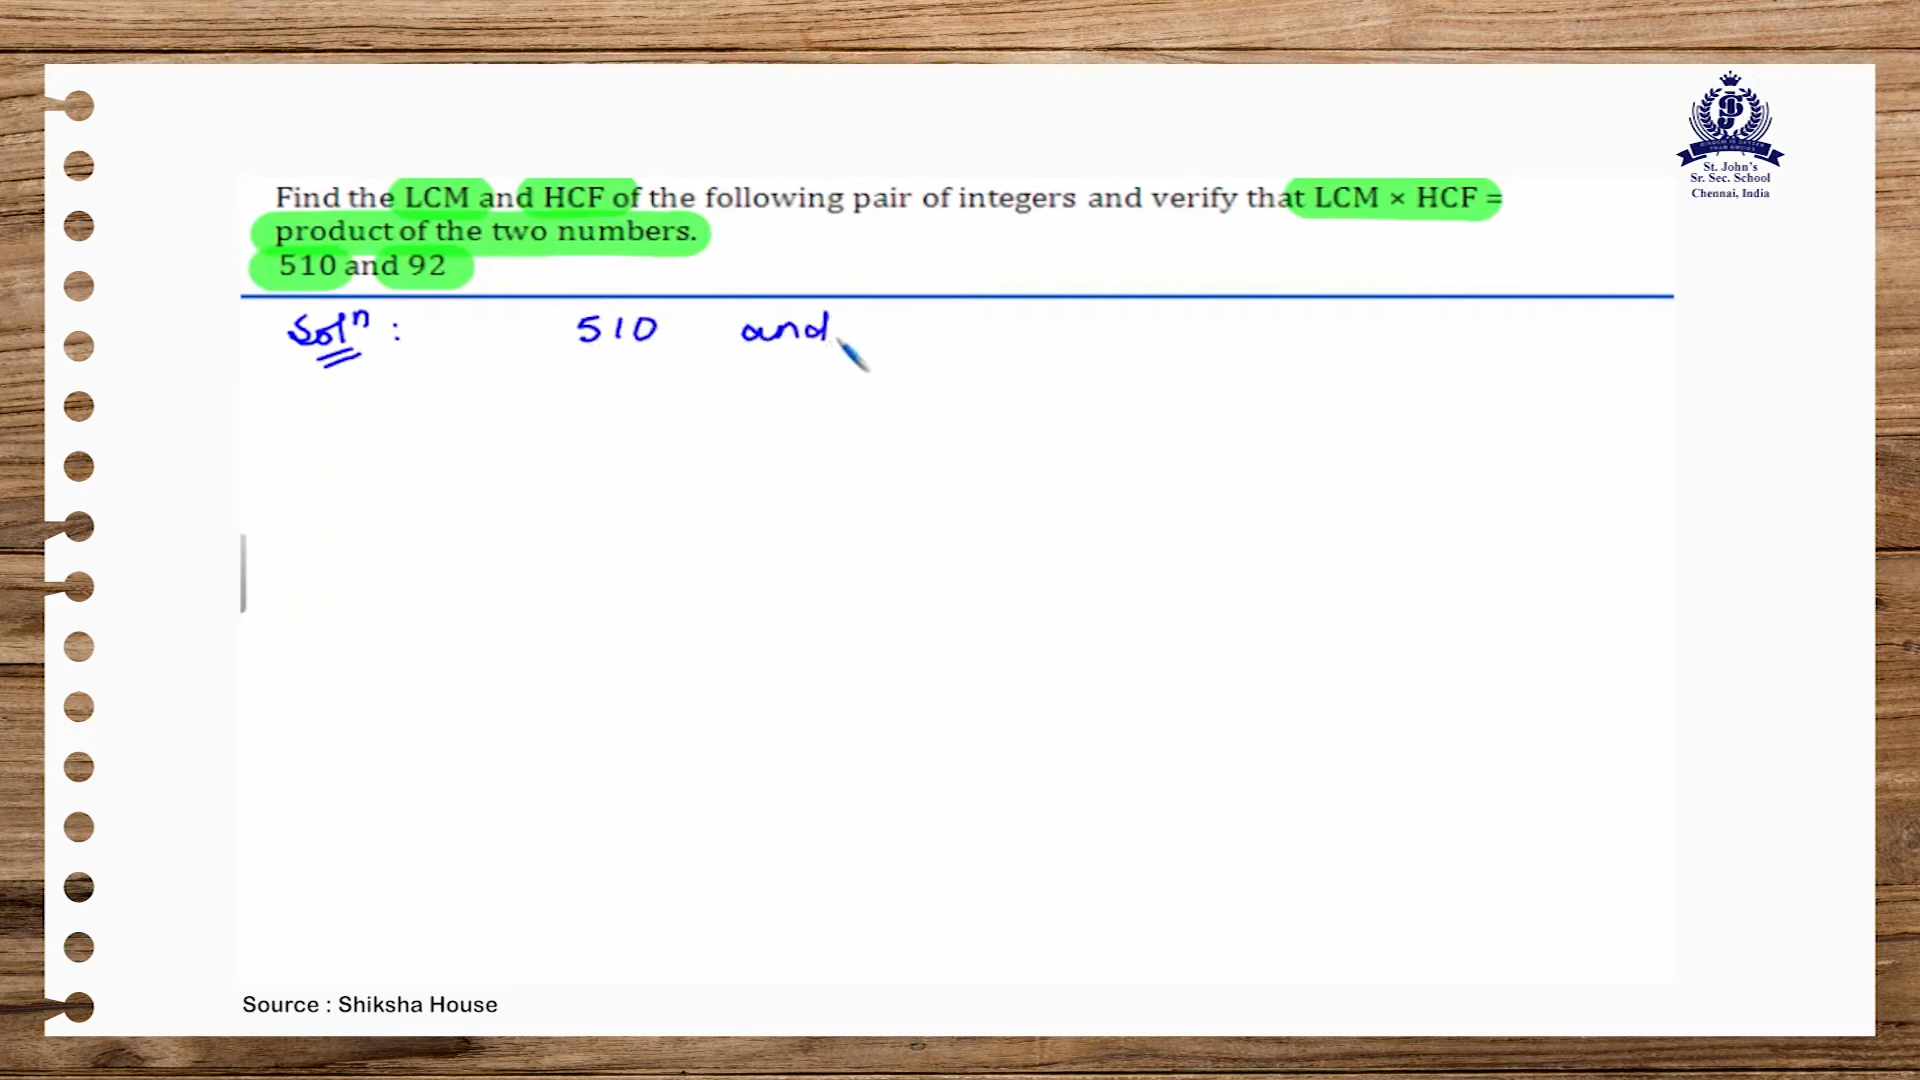 Find the LCM and HCF of the following pair of integers and verify that LCM × HCF =
product of the two numbers.
510 and 92
Solⁿ : 510 and
St. John's
Sr. Sec. School
Chennai, India
Source : Shiksha House